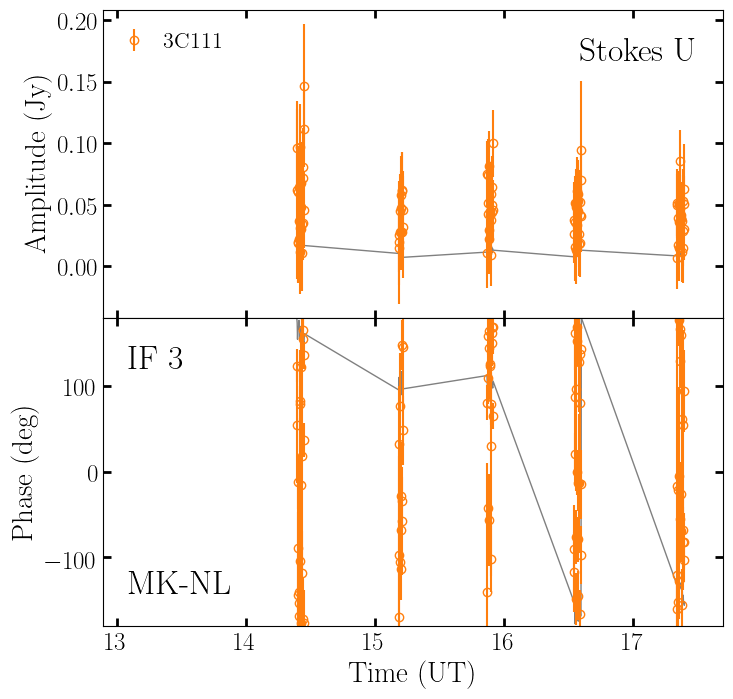 0.20
0.15
0.10
0.05
0.00
Amplitude (Jy)
3C111
Stokes U
IF 3
MK-NL
100
0
−100
Phase (deg)
13 14 15 16 17
Time (UT)